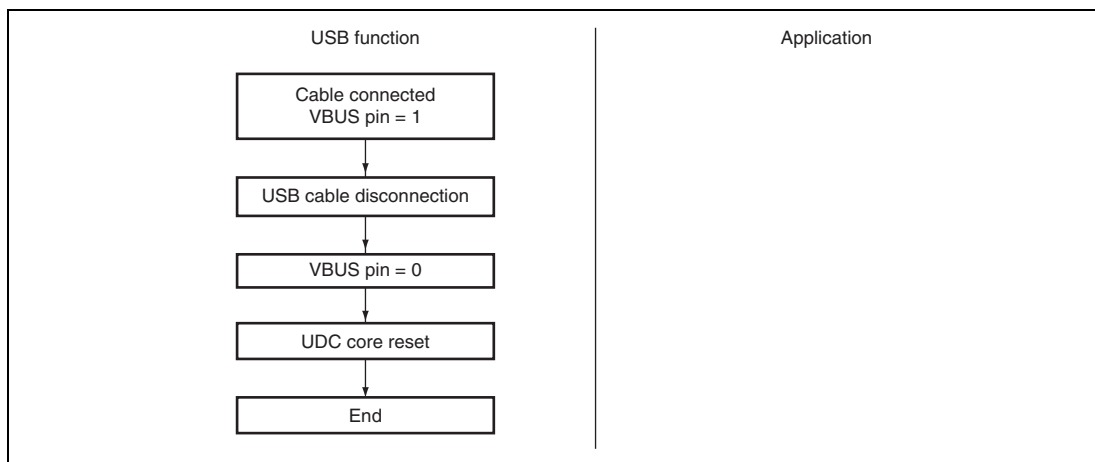 USB function
Application
Cable connected
VBUS pin = 1
USB cable disconnection
VBUS pin = 0
UDC core reset
End